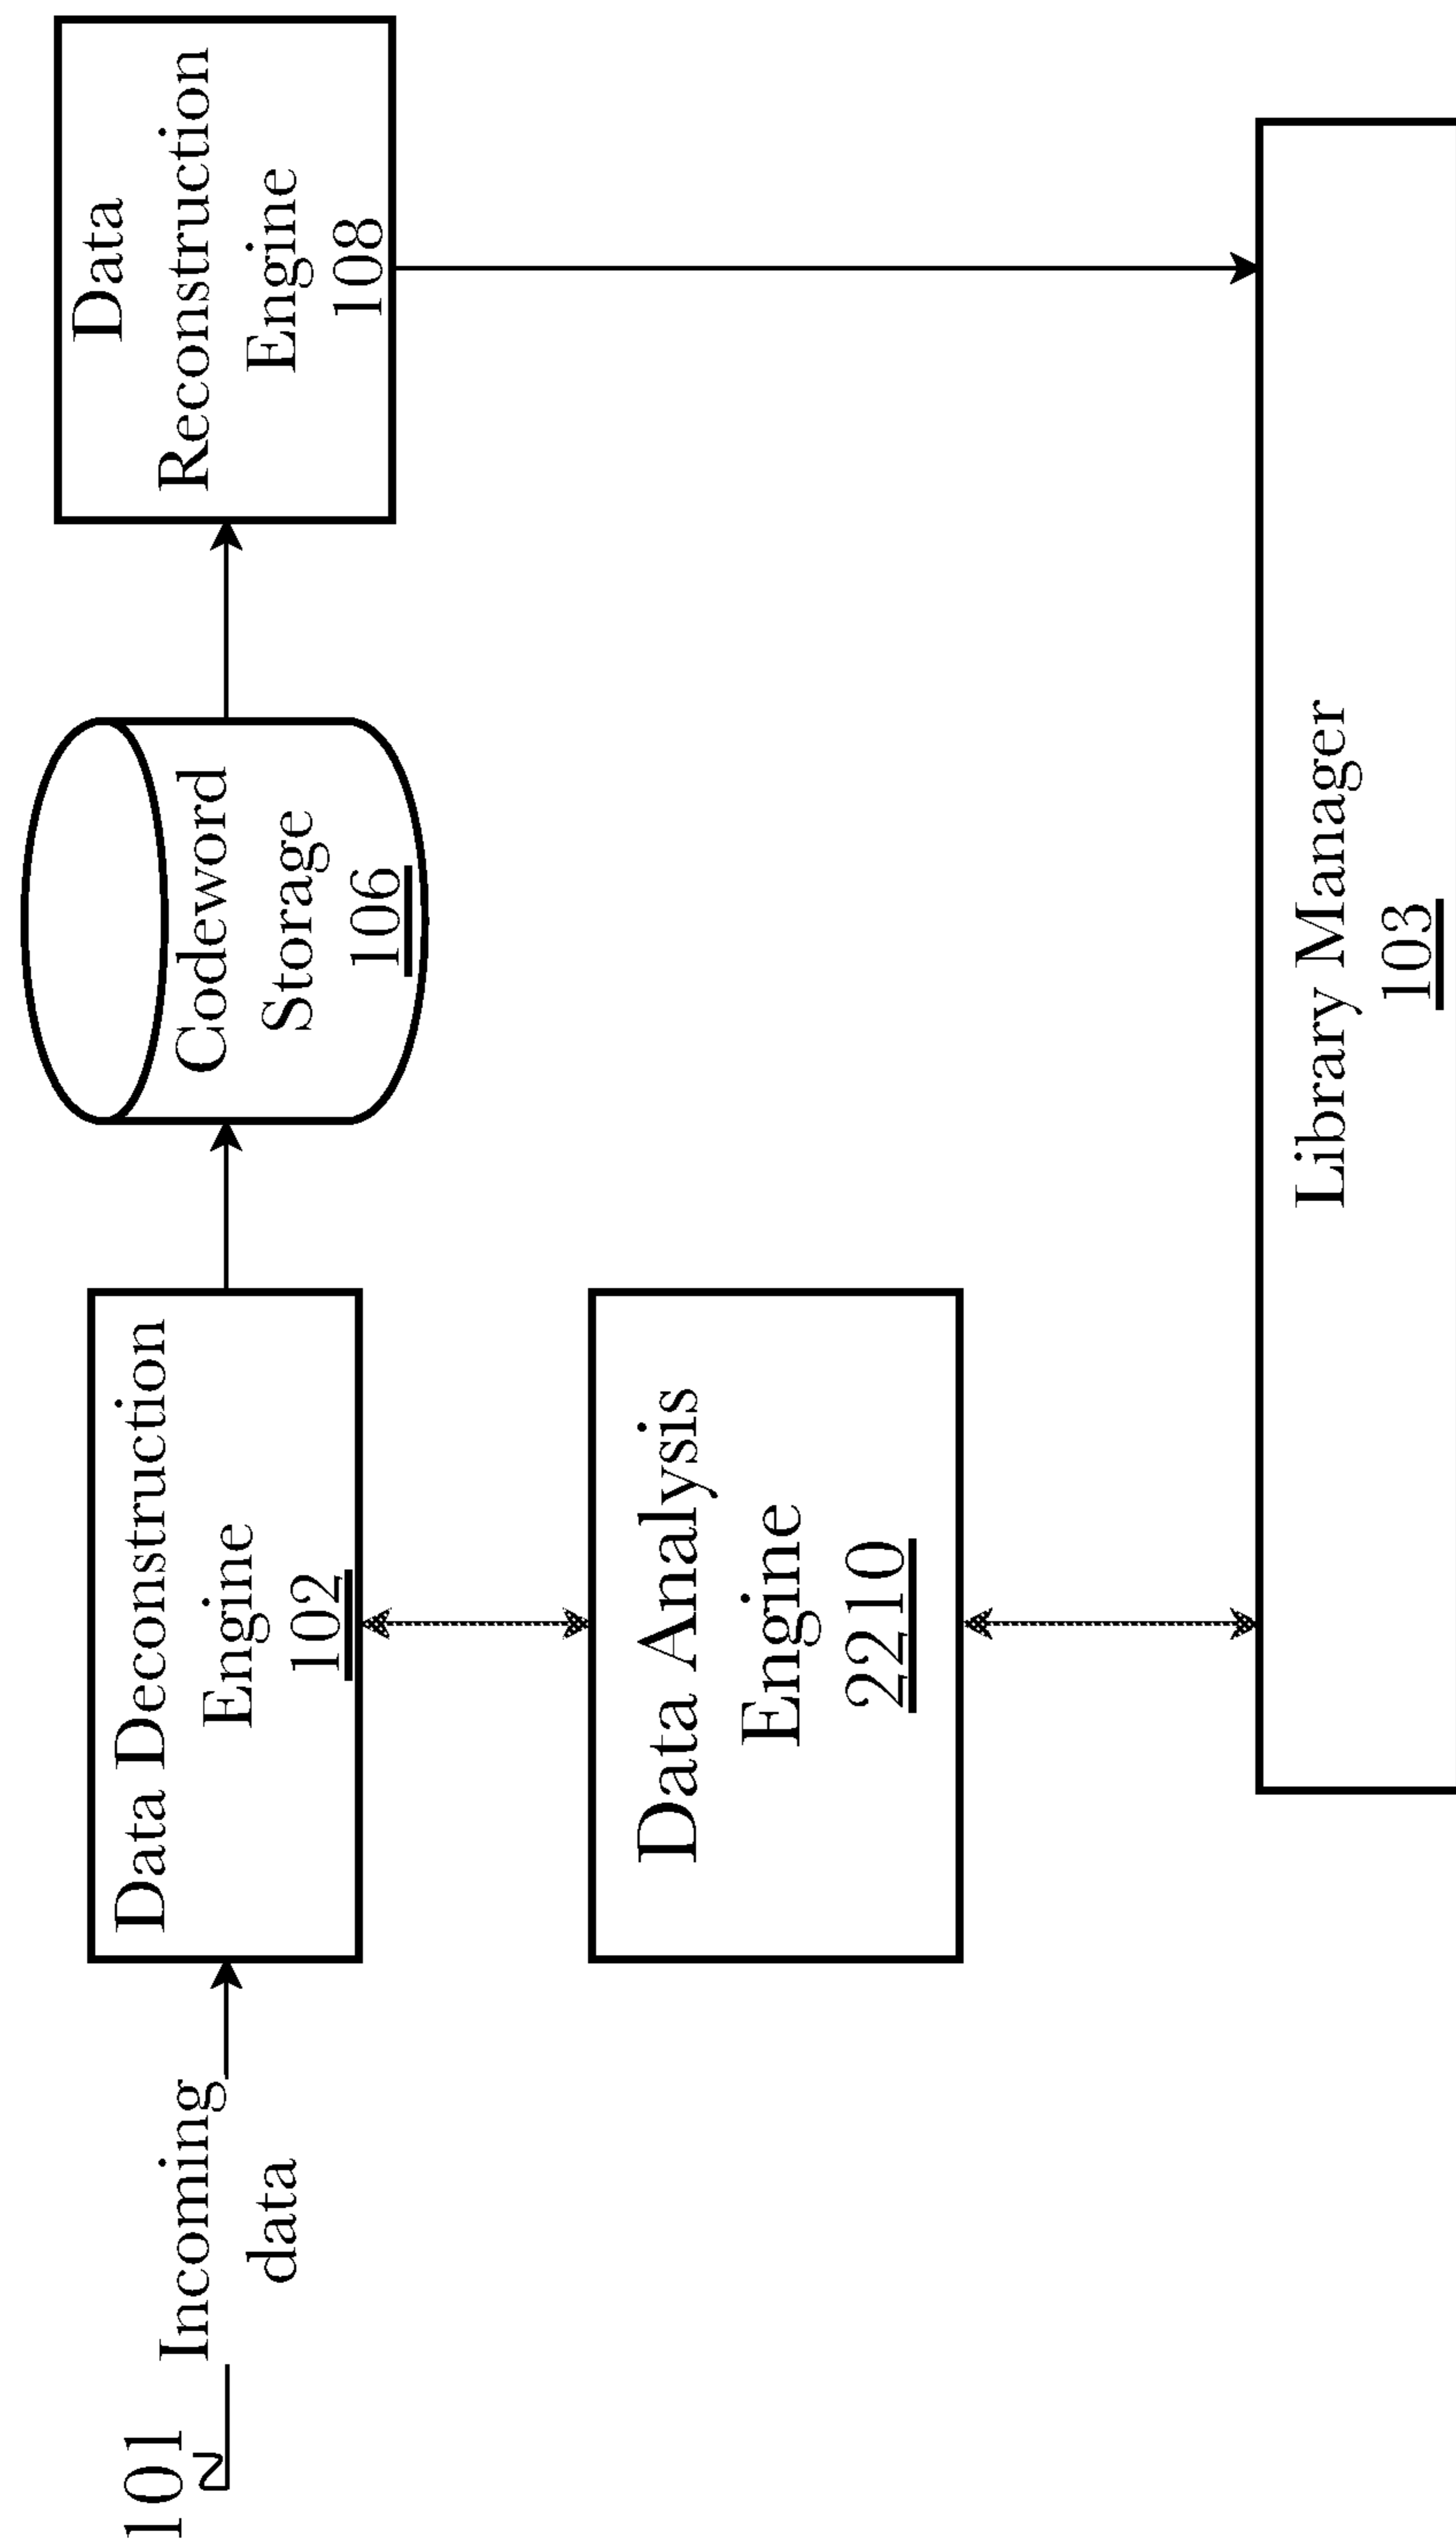 101
Incoming
data
Data Deconstruction
Engine
102
Codeword
Storage
106
Data
Reconstruction
Engine
108
Data Analysis
Engine
2210
Library Manager
103